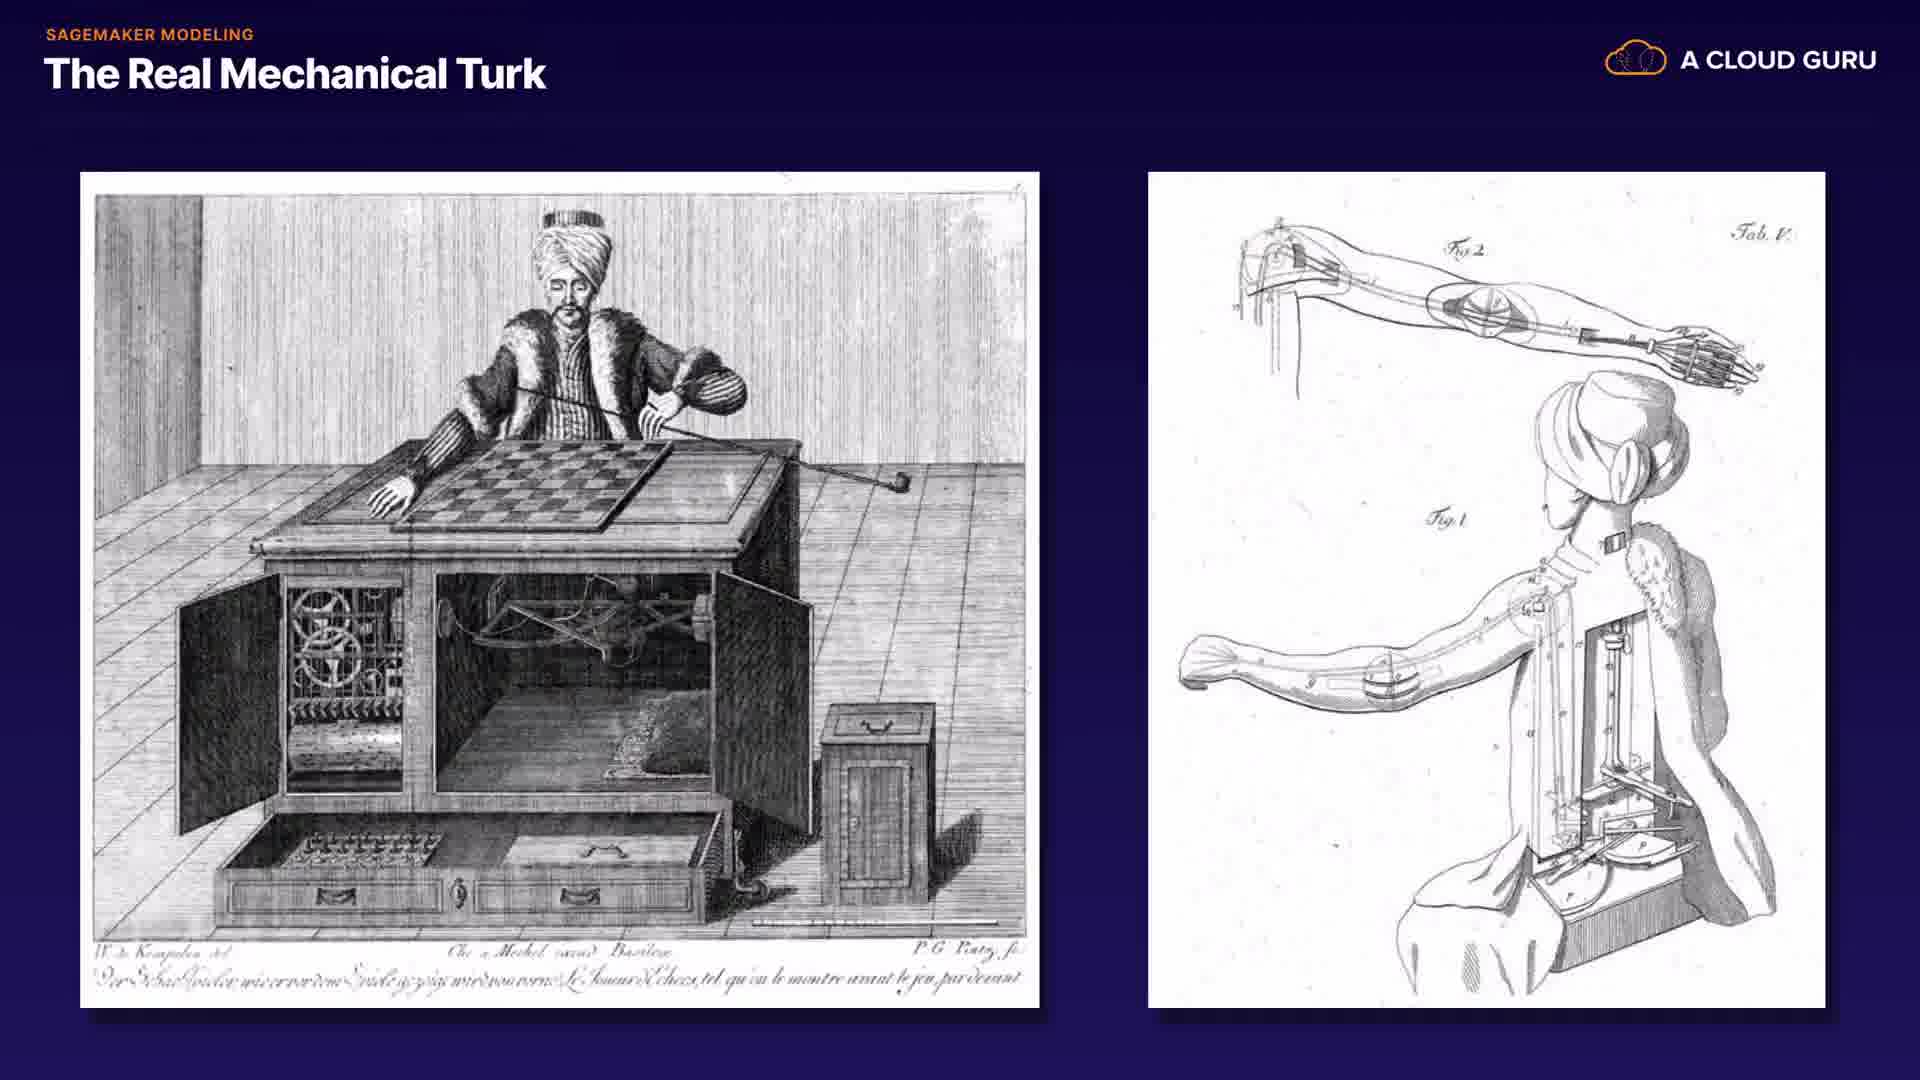 SAGEMAKER MODELING
The Real Mechanical Turk
A CLOUD GURU
W. de Kempelen del
Che a Mechel excud Basileae
P. G. Pintz fe
Der Schachspieler wie er vor dem Spiele gezeigt wird von vorne Le Joueur d'Echecs, tel qu'on le montre avant le jeu, par devant
Fig. 2
Tab. V.
Fig. 1